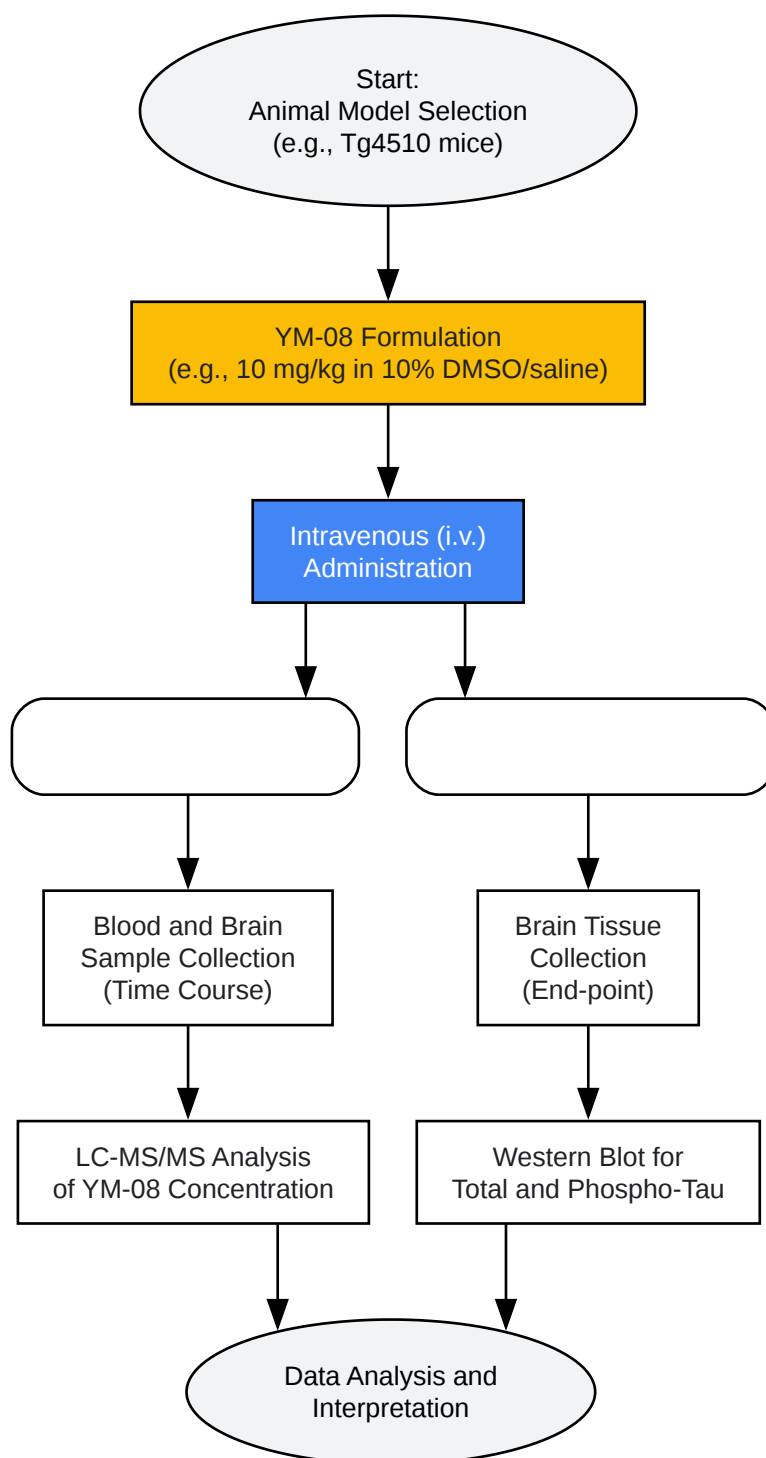 Start:
Animal Model Selection
(e.g., Tg4510 mice)
YM-08 Formulation
(e.g., 10 mg/kg in 10% DMSO/saline)
Intravenous (i.v.)
Administration
Blood and Brain
Sample Collection
(Time Course)
Brain Tissue
Collection
(End-point)
LC-MS/MS Analysis
of YM-08 Concentration
Western Blot for
Total and Phospho-Tau
Data Analysis and
Interpretation